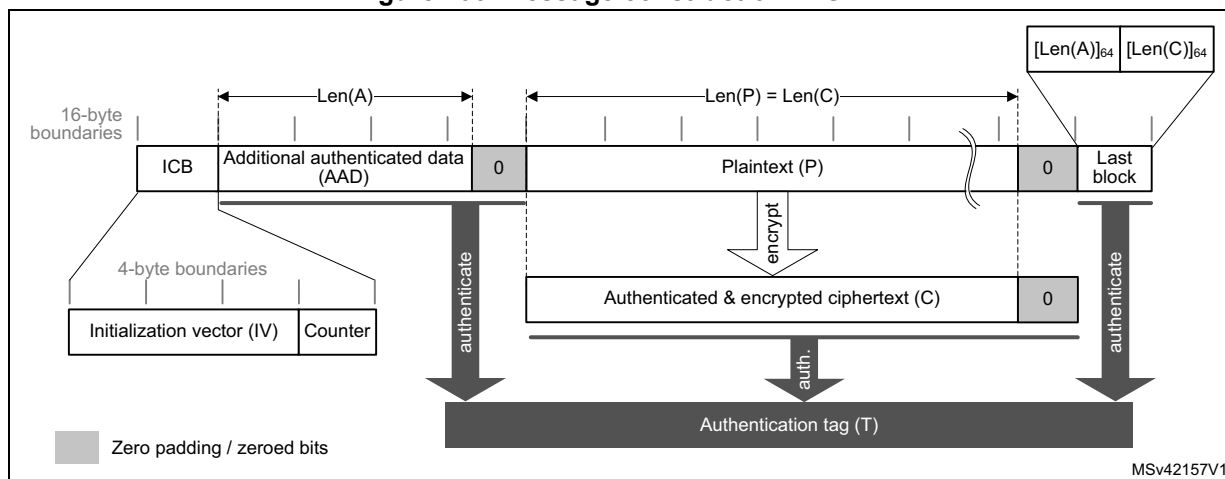 [Len(A)]64 [Len(C)]64
Len(A)
Len(P) = Len(C)
16-byte
boundaries
ICB
Additional authenticated data
(AAD)
0
Plaintext (P)
0
Last
block
encrypt
4-byte boundaries
Initialization vector (IV)
Counter
authenticate
Authenticated & encrypted ciphertext (C)
0
authenticate
auth.
Authentication tag (T)
Zero padding / zeroed bits
MSv42157V1